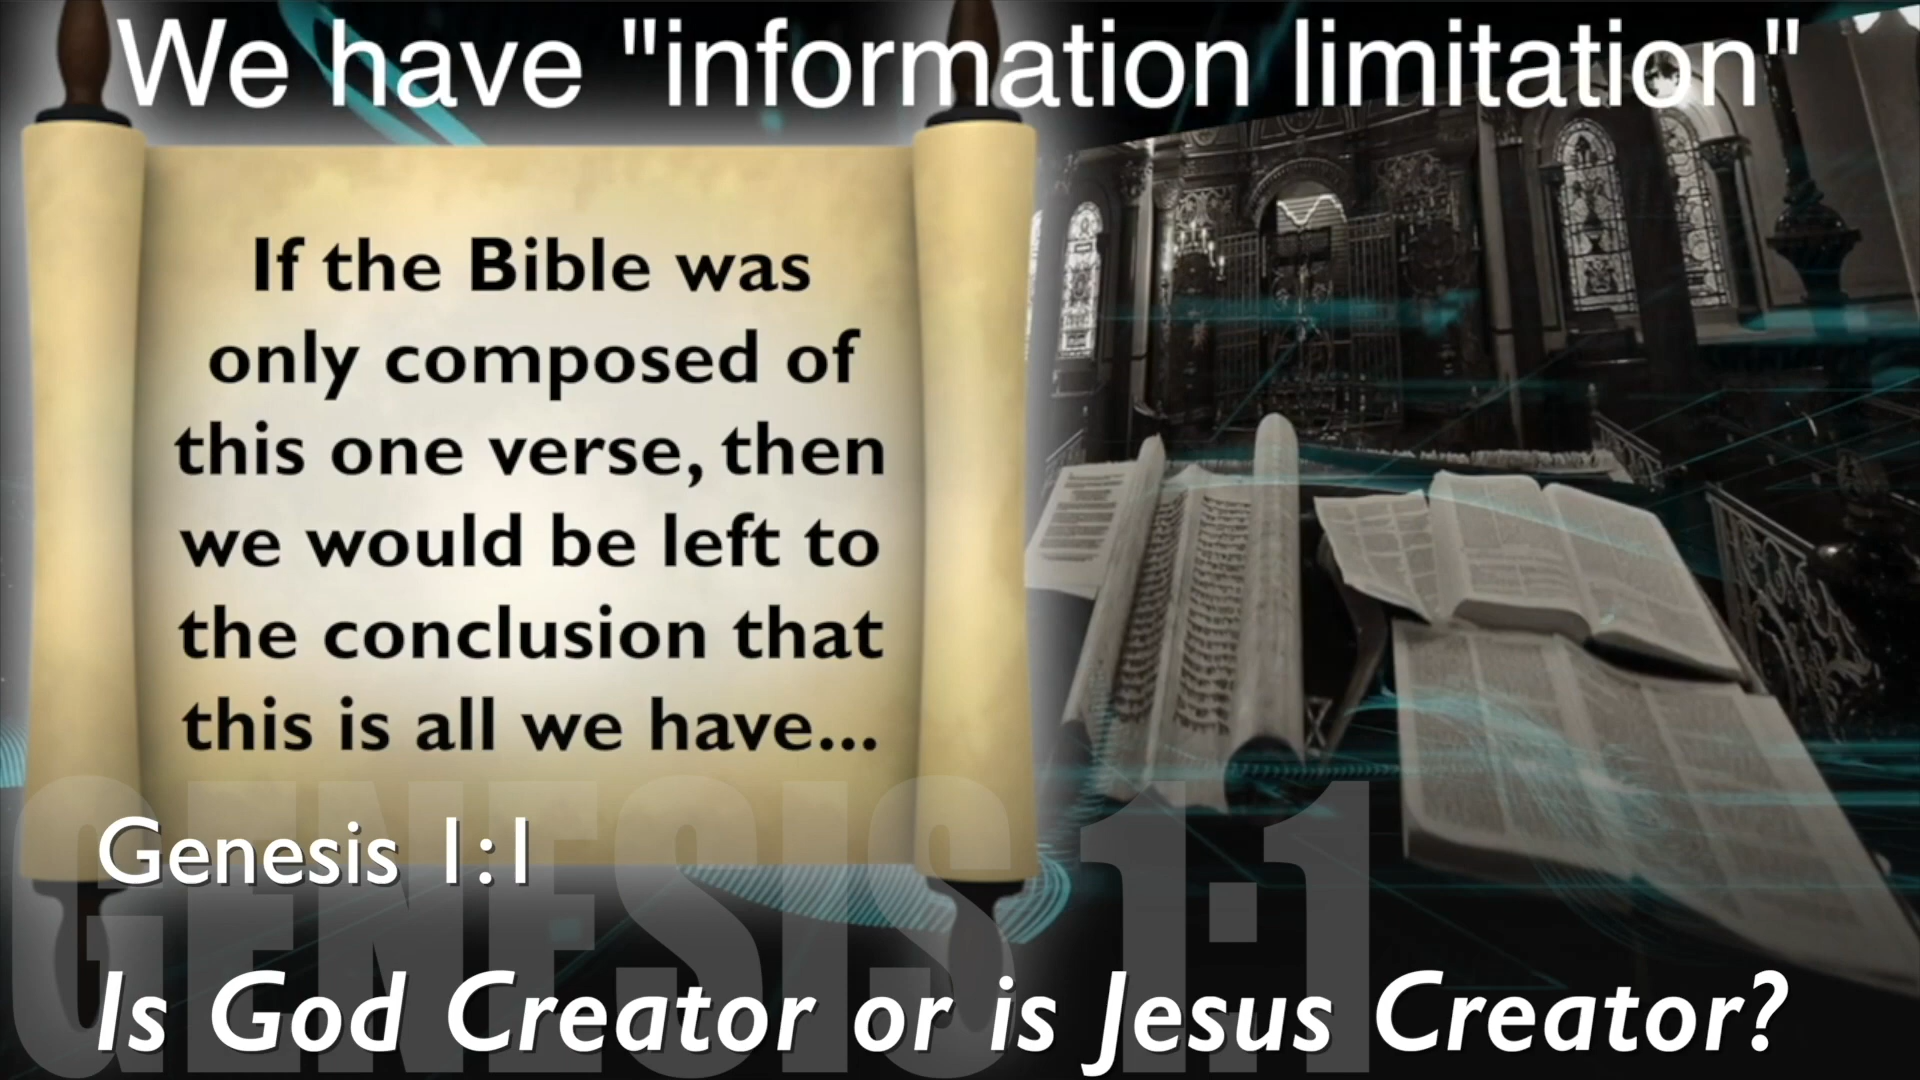 We have "information limitation"
If the Bible was
only composed of
this one verse, then
we would be left to
the conclusion that
this is all we have...
Genesis 1:1
GENESIS 1:1
Is God Creator or is Jesus Creator?